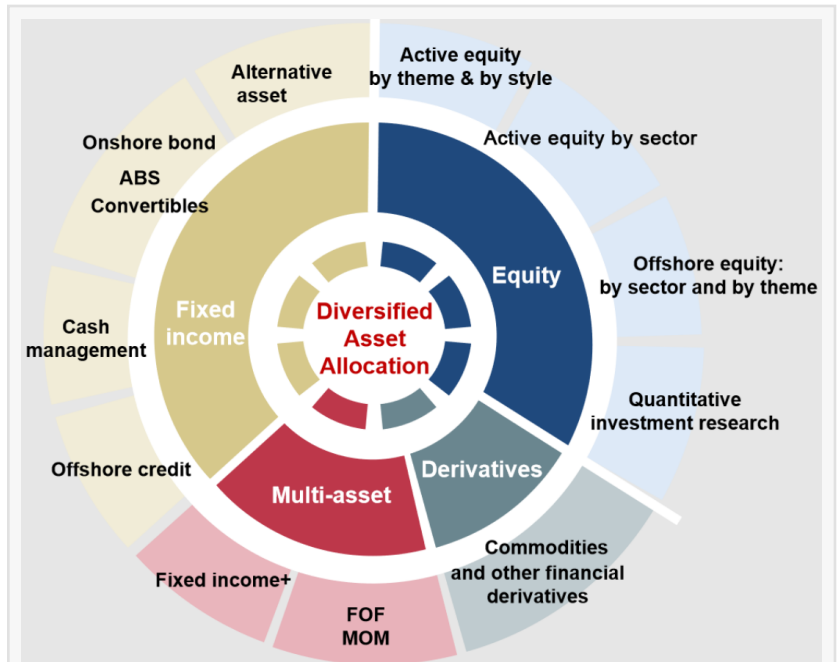 Alternative
asset
Active equity
by theme & by style
Onshore bond
ABS
Convertibles
Active equity by sector
Fixed
income
Equity
Offshore equity:
by sector and by theme
Diversified
Asset
Allocation
Cash
management
Quantitative
investment research
Offshore credit
Multi-asset
Derivatives
Fixed income+
FOF
MOM
Commodities
and other financial
derivatives